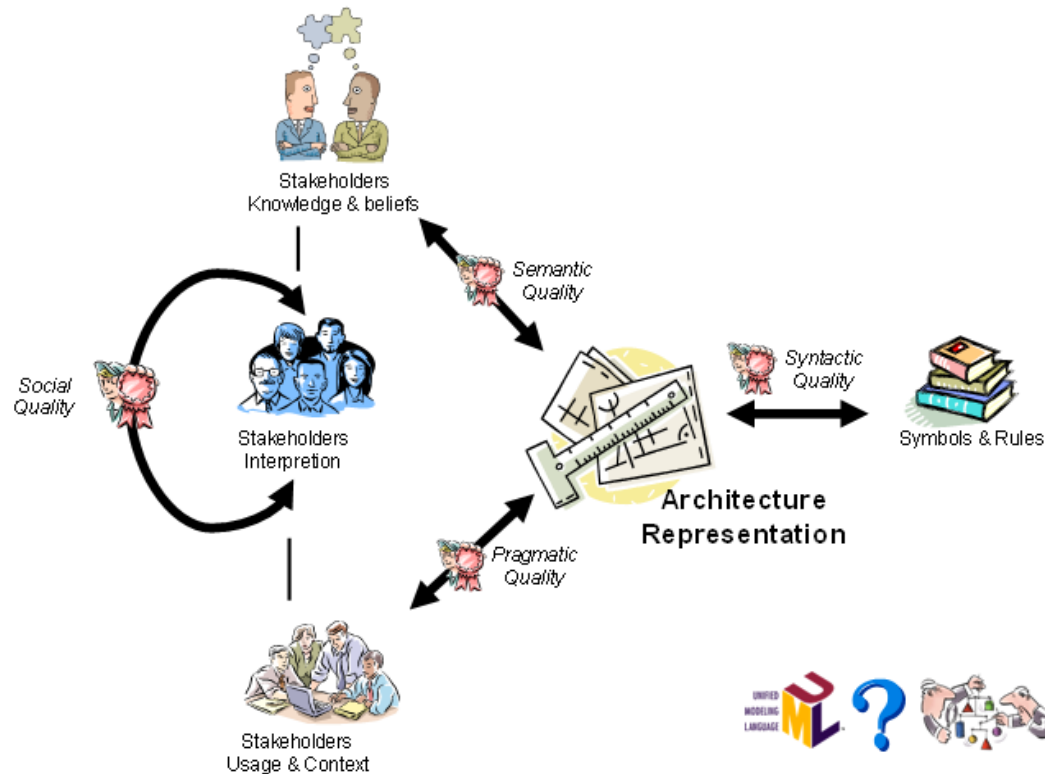 Stakeholders
Knowledge & beliefs
Semantic
Quality
Social
Quality
Stakeholders
Interpretion
Syntactic
Quality
Symbols & Rules
Architecture
Representation
Pragmatic
Quality
Stakeholders
Usage & Context
UNIFIED
MODELING
LANGUAGE
UML
?